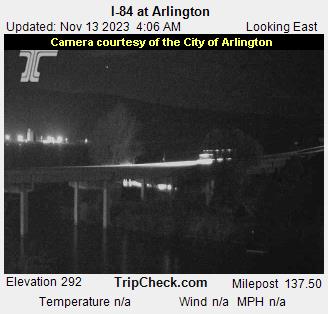 I-84 at Arlington
Updated: Nov 13 2023 4:06 AM Looking East
Camera courtesy of the City of Arlington
Elevation 292 TripCheck.com Milepost 137.50
Temperature n/a Wind n/a MPH n/a